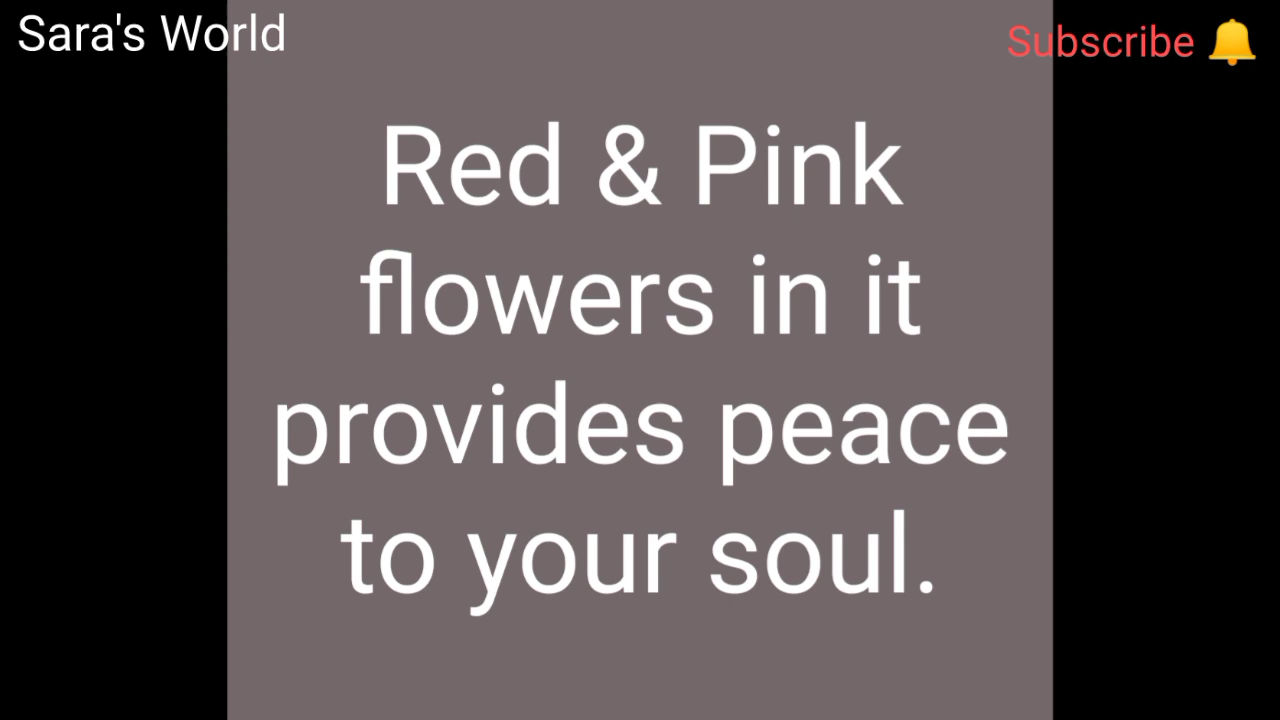 Sara's World
Subscribe 🔔
Red & Pink
flowers in it
provides peace
to your soul.